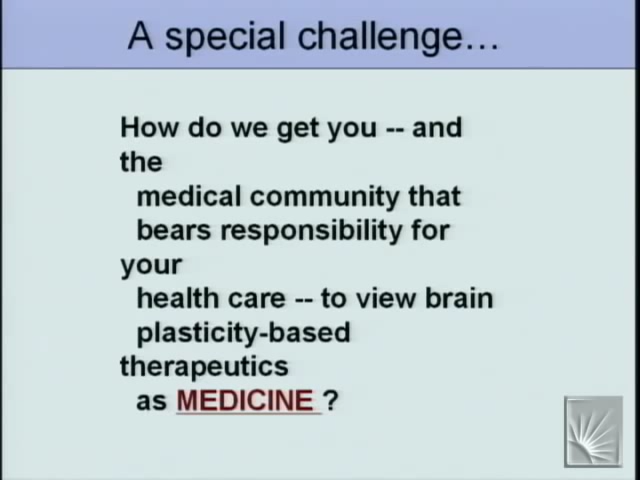 A special challenge...
How do we get you -- and
the
medical community that
bears responsibility for
your
health care -- to view brain
plasticity-based
therapeutics
as MEDICINE ?